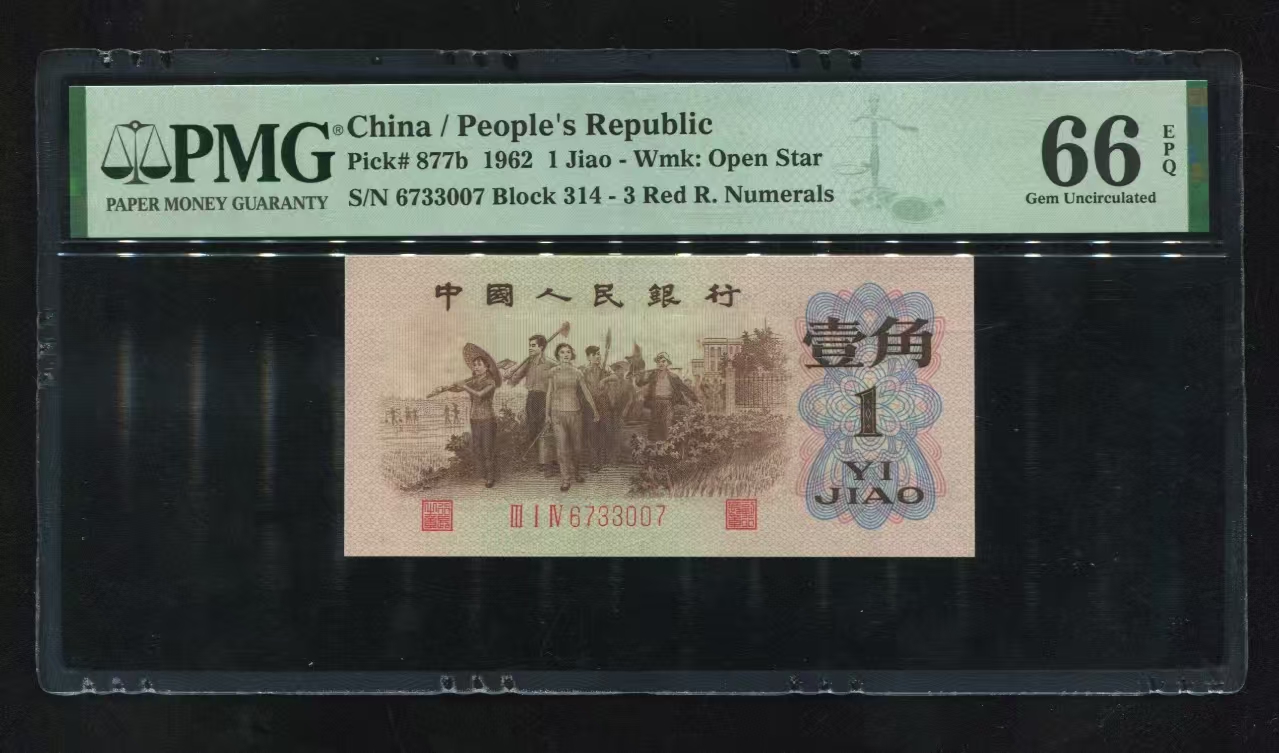 PMG®
PAPER MONEY GUARANTY
China / People's Republic
Pick# 877b 1962 1 Jiao - Wmk: Open Star
S/N 6733007 Block 314 - 3 Red R. Numerals
66
EPQ
Gem Uncirculated
中國人民銀行
壹角
1
YI
JIAO
III I IV 6733007